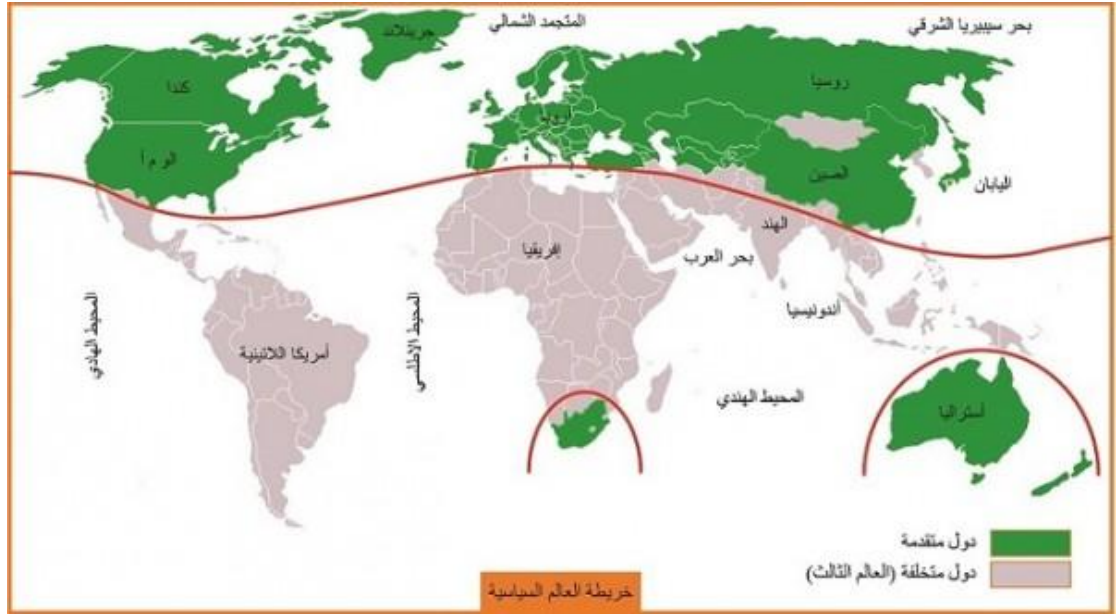 المتجمد الشمالي
بحر سيبيريا الشرقي
جرينلاند
كندا
روسيا
أوروبا
الو م أ
الصين
اليابان
الهند
إفريقيا
بحر العرب
أندونيسيا
المحيط الهادي
المحيط الاطلسي
أمريكا اللاتينية
المحيط الهندي
أستراليا
دول متقدمة
دول متخلفة (العالم الثالث)
خريطة العالم السياسية